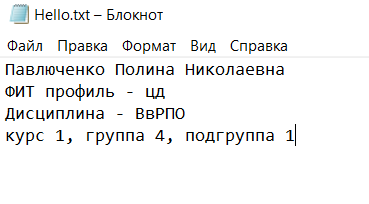 Hello.txt – Блокнот
Файл Правка Формат Вид Справка
Павлюченко Полина Николаевна
ФИТ профиль - цд
Дисциплина - ВвРПО
курс 1, группа 4, подгруппа 1